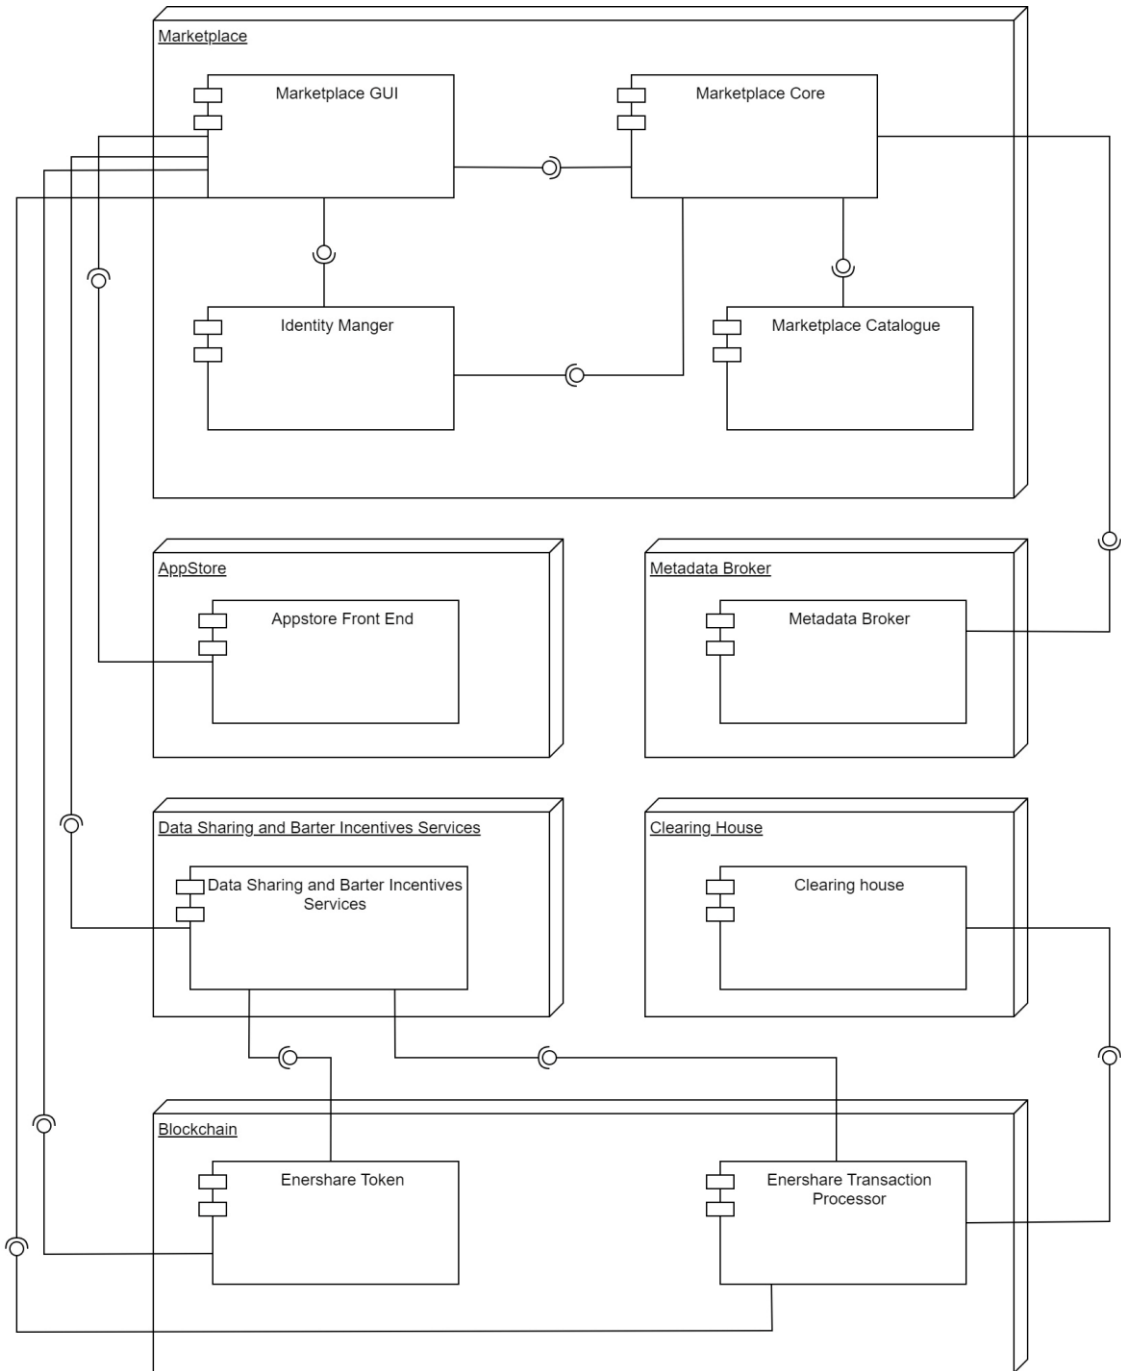 Marketplace
Marketplace GUI
Marketplace Core
Identity Manger
Marketplace Catalogue
AppStore
Appstore Front End
Metadata Broker
Metadata Broker
Data Sharing and Barter Incentives Services
Data Sharing and Barter Incentives
Services
Clearing House
Clearing house
Blockchain
Enershare Token
Enershare Transaction
Processor